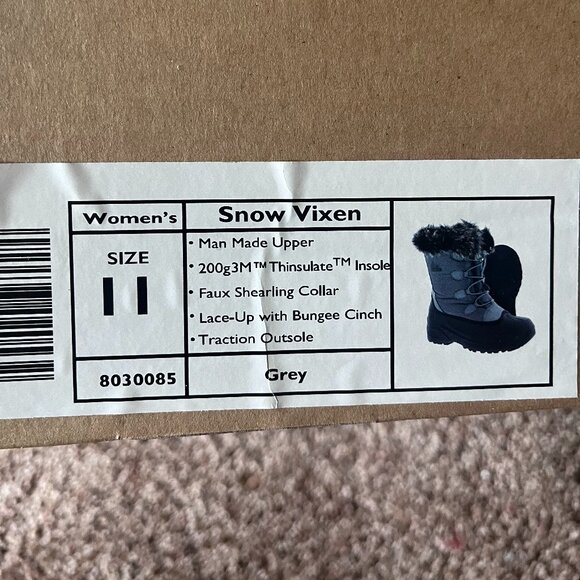 Women's
Snow Vixen
SIZE
11
• Man Made Upper
• 200g3M™ Thinsulate™ Insole
• Faux Shearling Collar
• Lace-Up with Bungee Cinch
• Traction Outsole
8030085
Grey